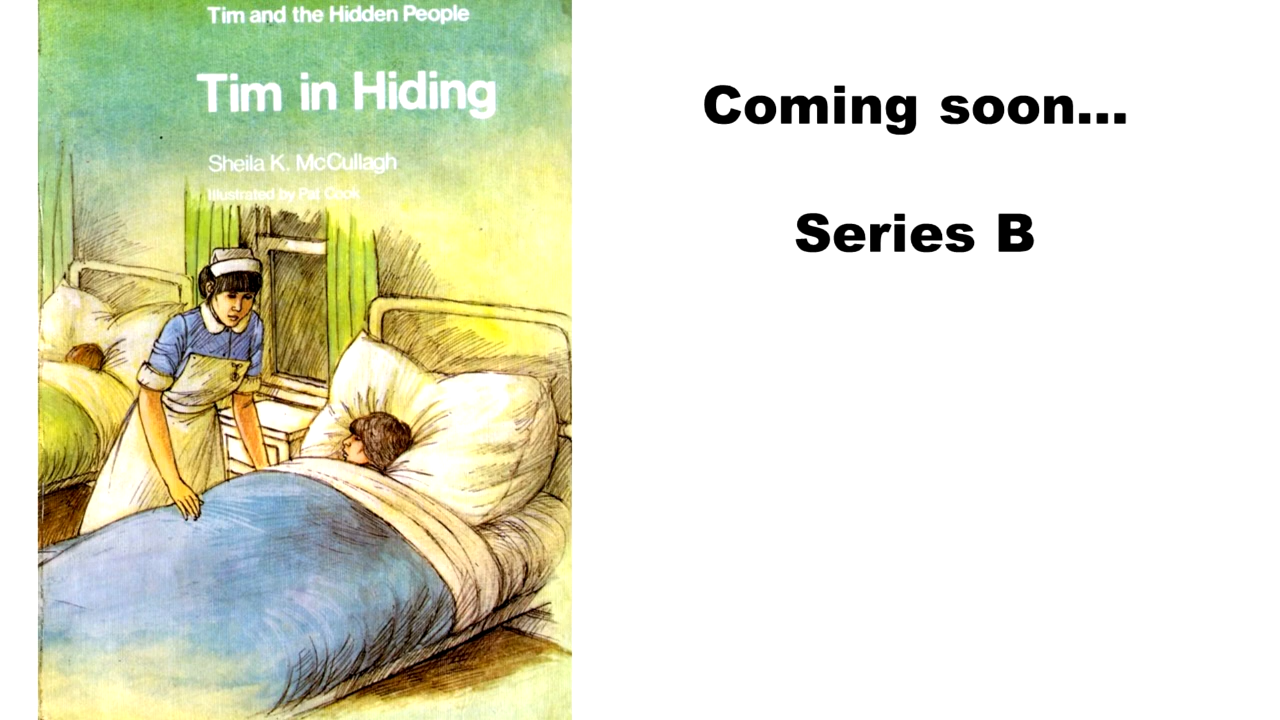 Tim and the Hidden People
Tim in Hiding
Sheila K. McCullagh
Illustrated by Pat Cook
Coming soon...
Series B